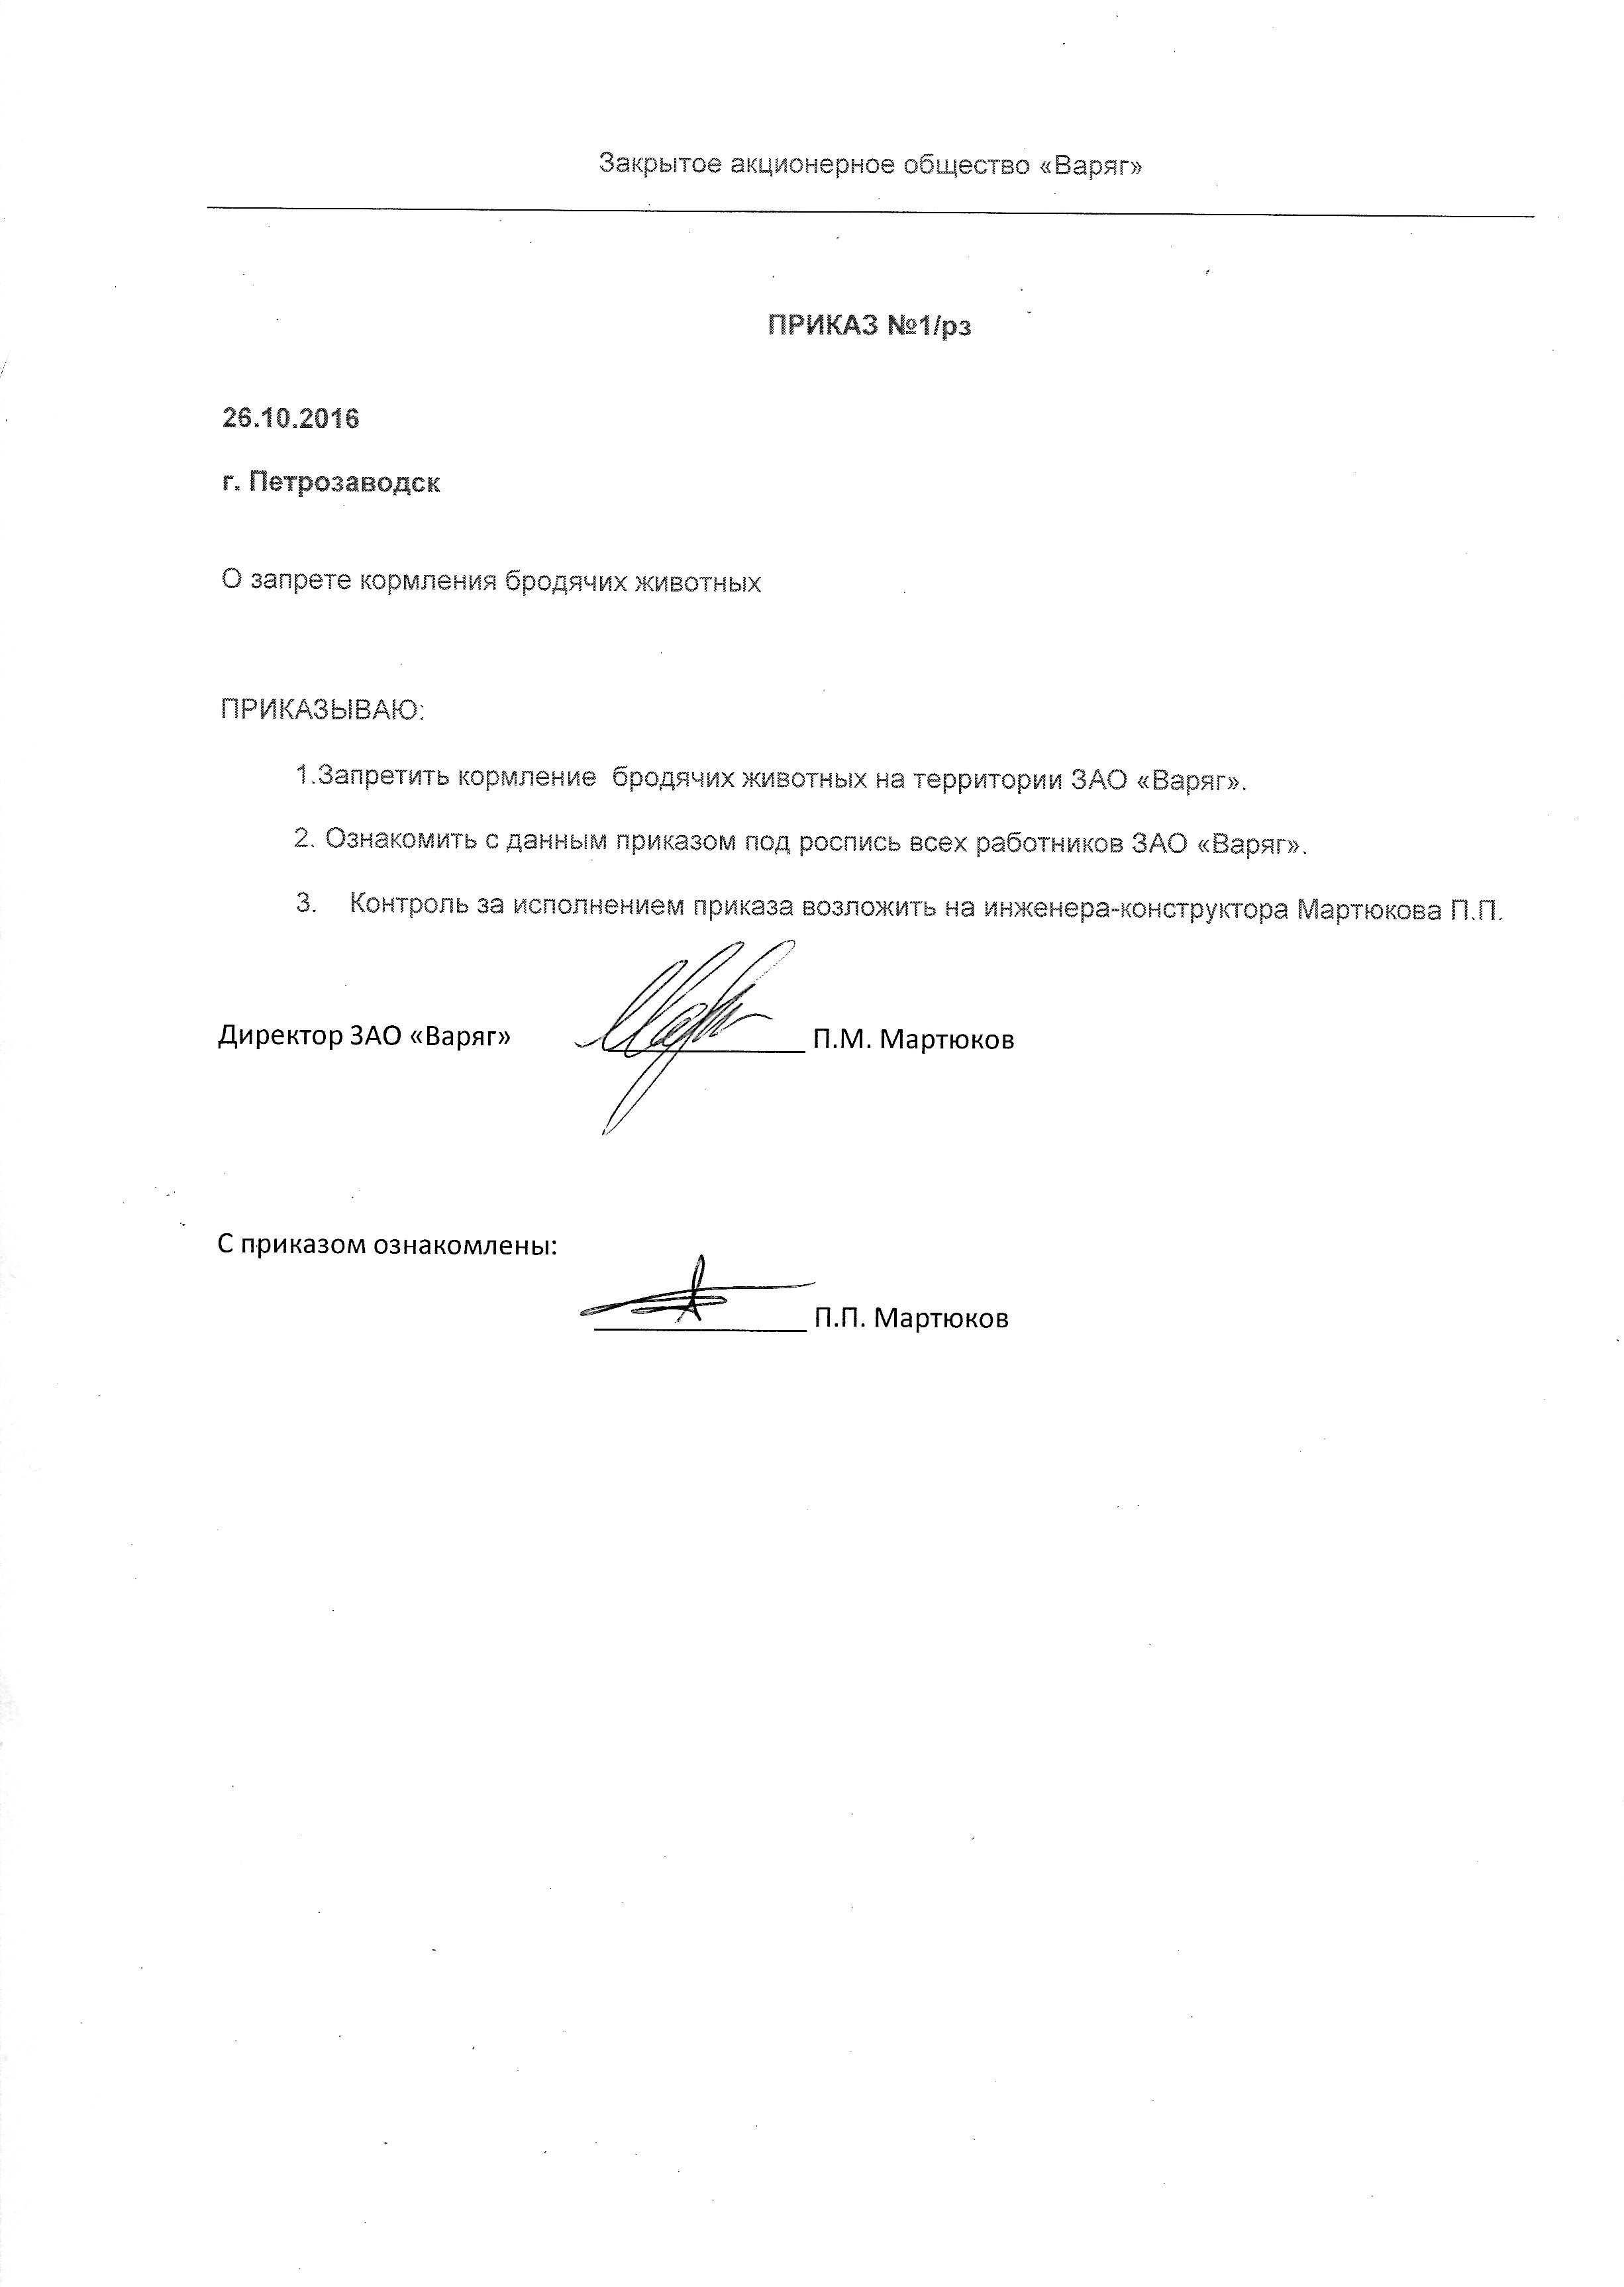 Закрытое акционерное общество «Варяг»
ПРИКАЗ №1/рз
26.10.2016
г. Петрозаводск
О запрете кормления бродячих животных
ПРИКАЗЫВАЮ:
1.Запретить кормление бродячих животных на территории ЗАО «Варяг».
2. Ознакомить с данным приказом под роспись всех работников ЗАО «Варяг».
3. Контроль за исполнением приказа возложить на инженера-конструктора Мартюкова П.П.
Директор ЗАО «Варяг» П.М. Мартюков
С приказом ознакомлены:
П.П. Мартюков